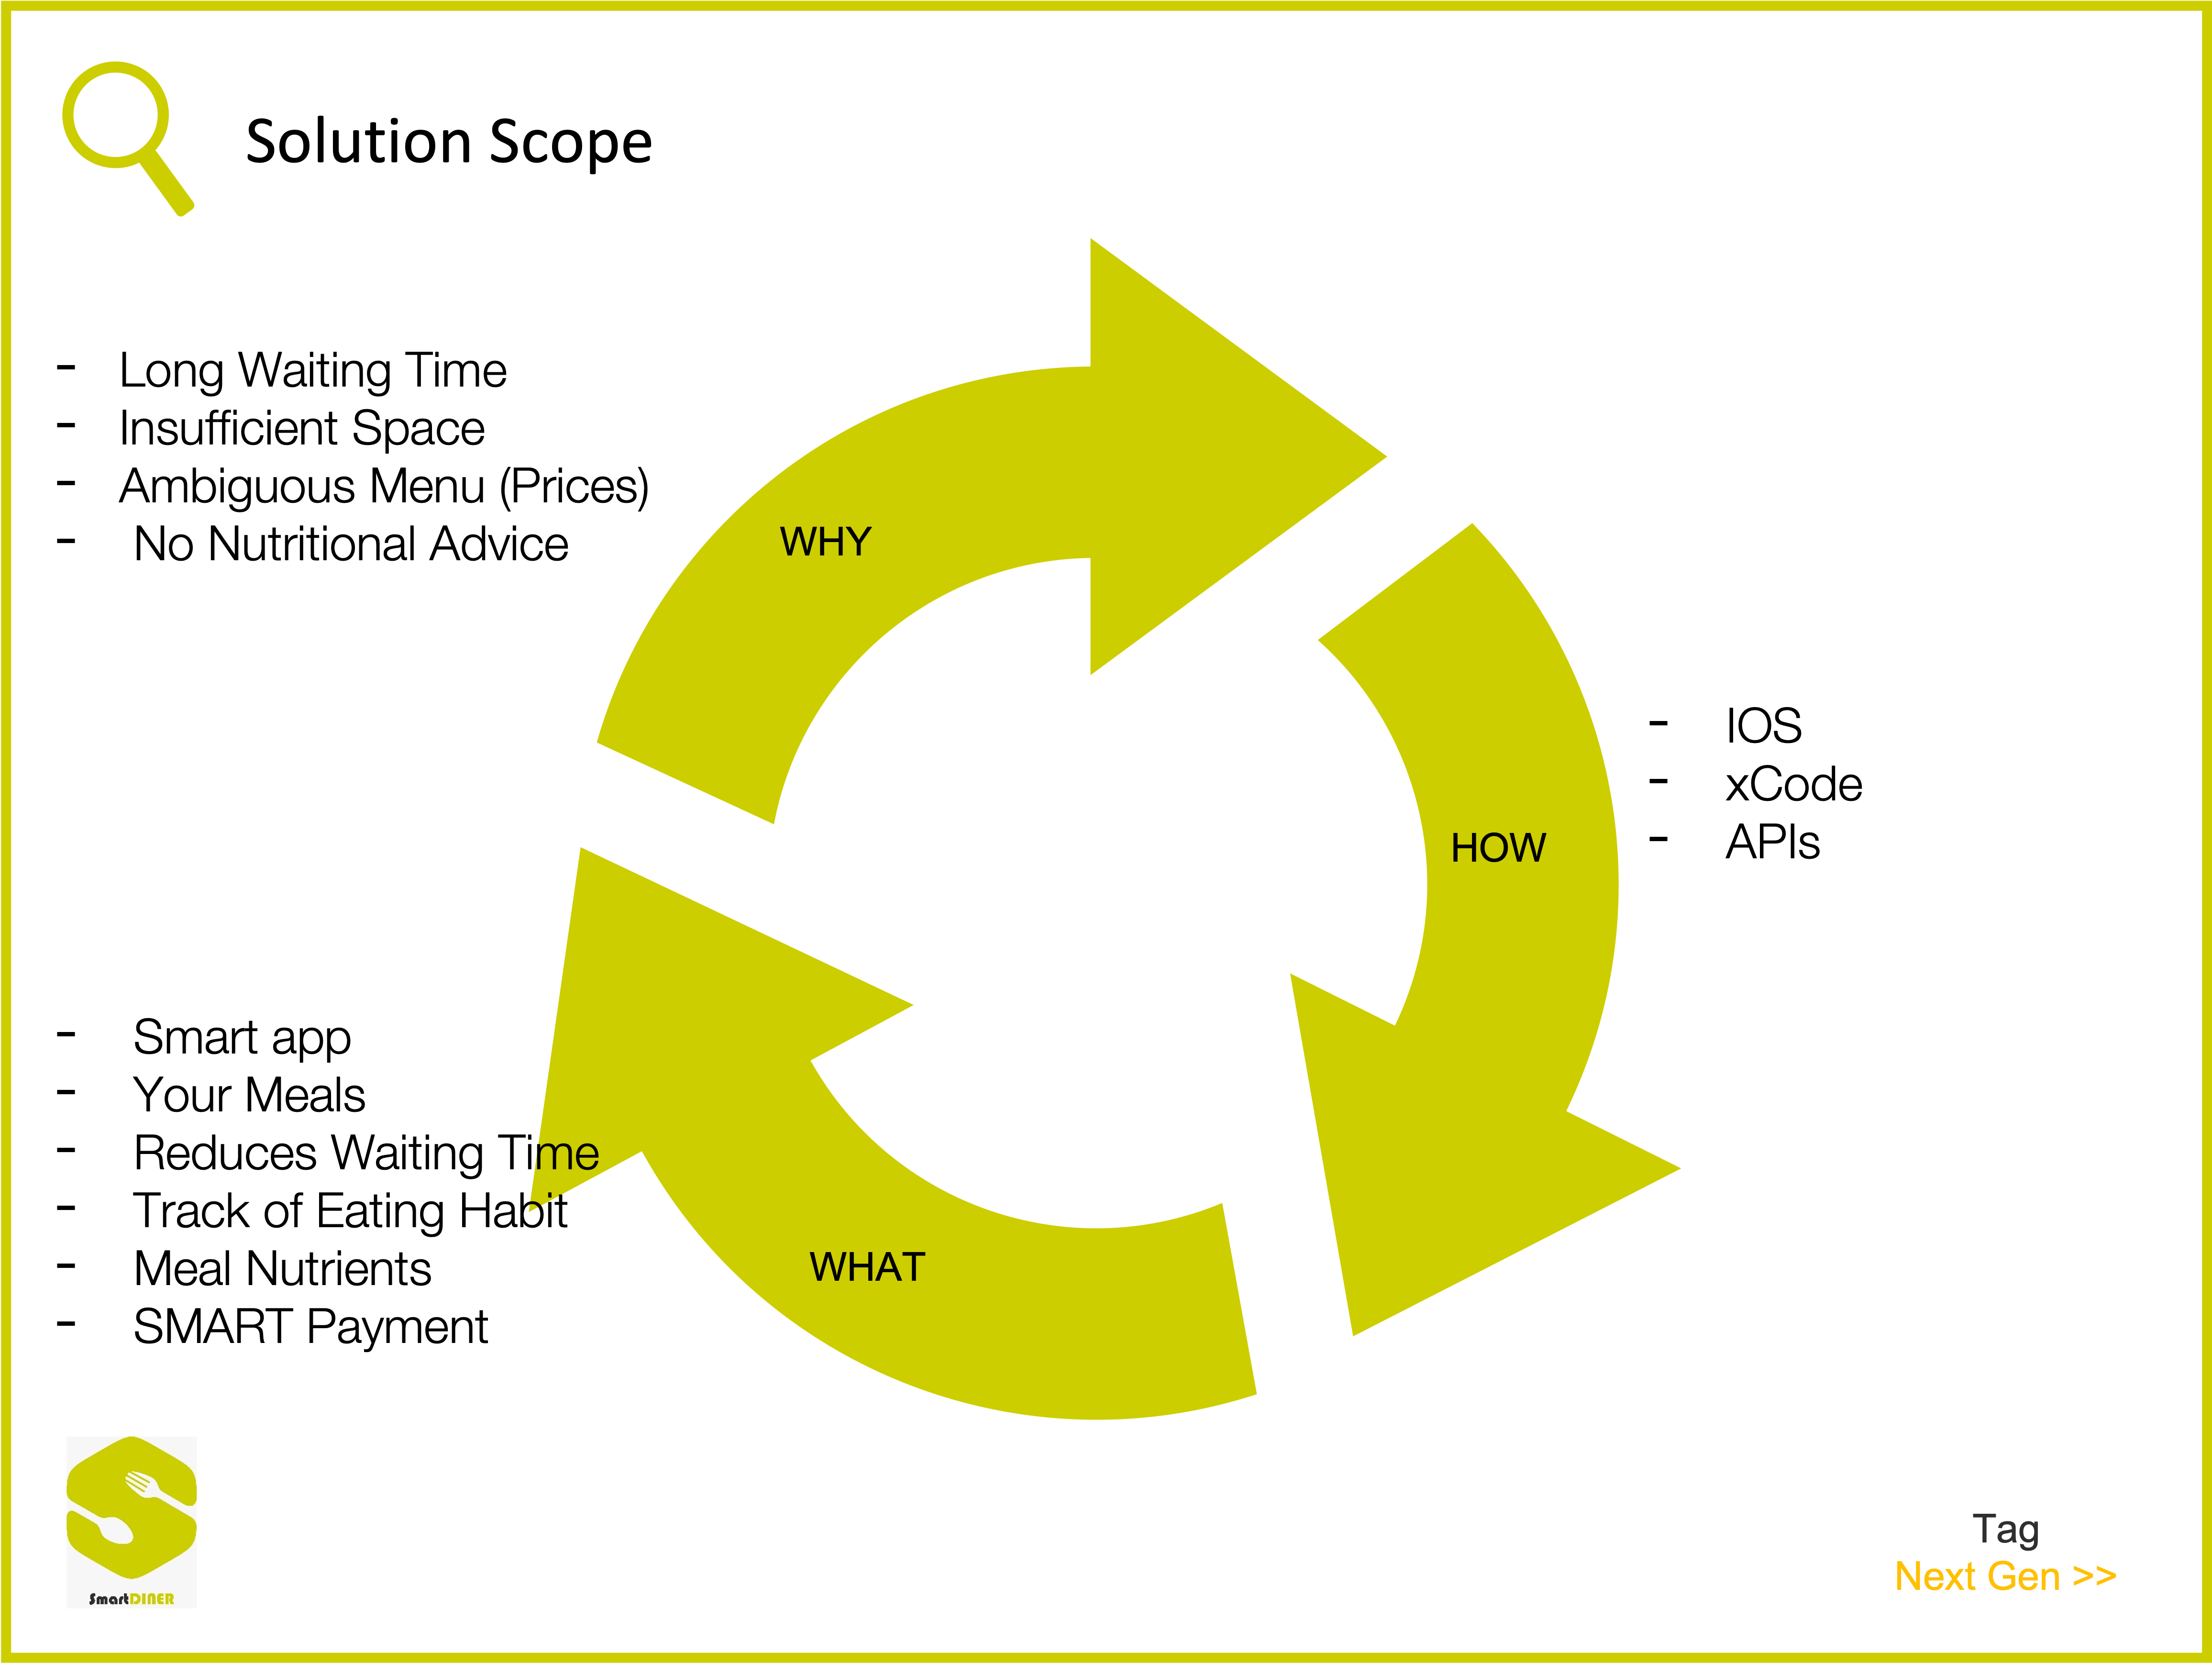 Solution Scope
- Long Waiting Time
- Insufficient Space
- Ambiguous Menu (Prices)
- No Nutritional Advice
WHY
HOW
- IOS
- xCode
- APIs
- Smart app
- Your Meals
- Reduces Waiting Time
- Track of Eating Habit
- Meal Nutrients
- SMART Payment
WHAT
SmartDINER
Tag
Next Gen >>